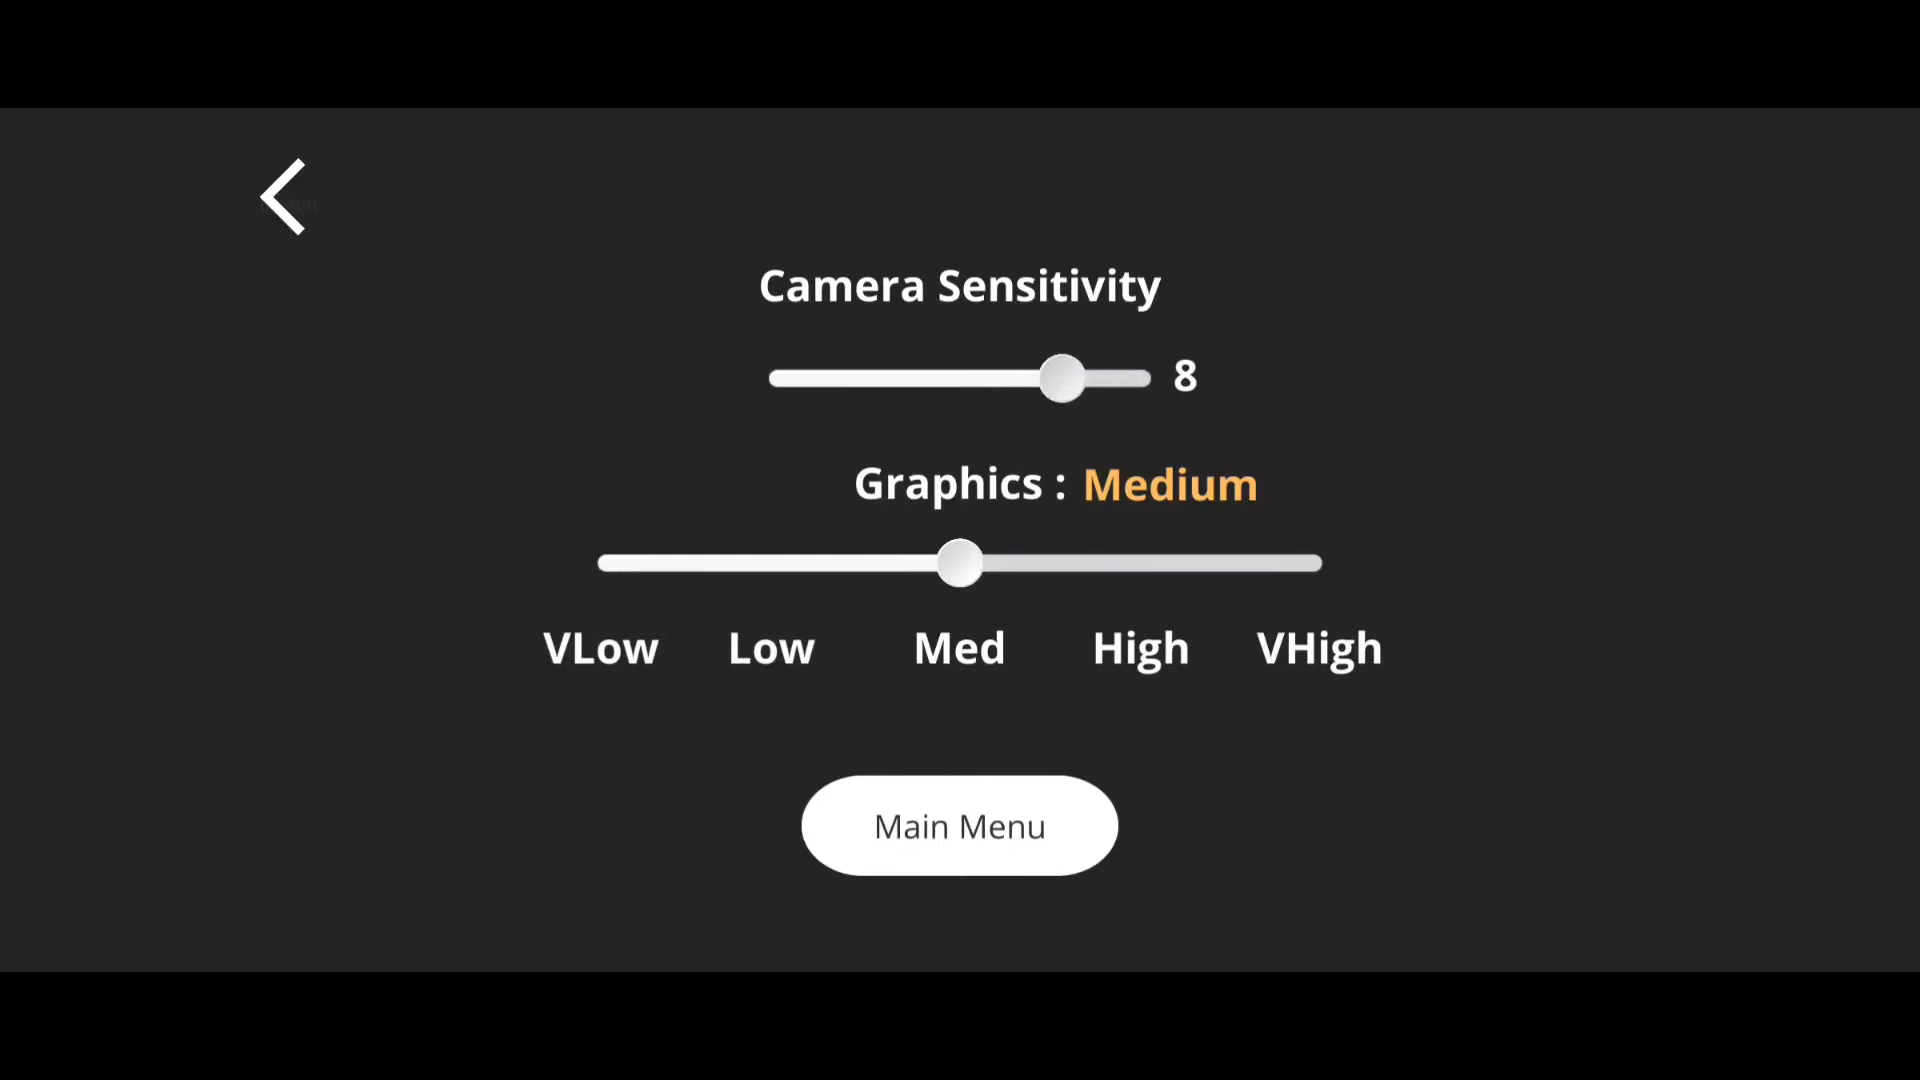 Camera Sensitivity
8
Graphics : Medium
VLow Low Med High VHigh
Main Menu